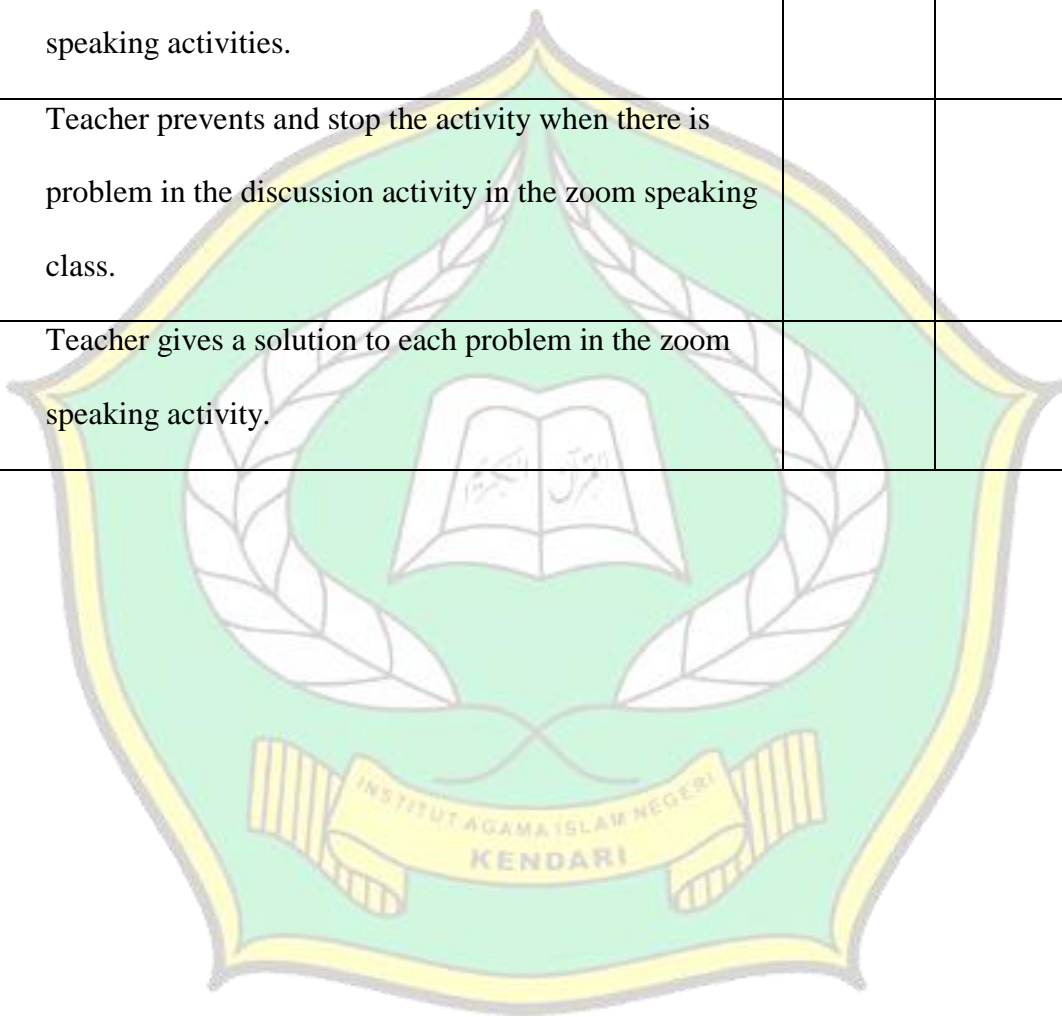 speaking activities.
Teacher prevents and stop the activity when there is
problem in the discussion activity in the zoom speaking
class.
Teacher gives a solution to each problem in the zoom
speaking activity.
INSTITUT AGAMA ISLAM NEGERI
KENDARI